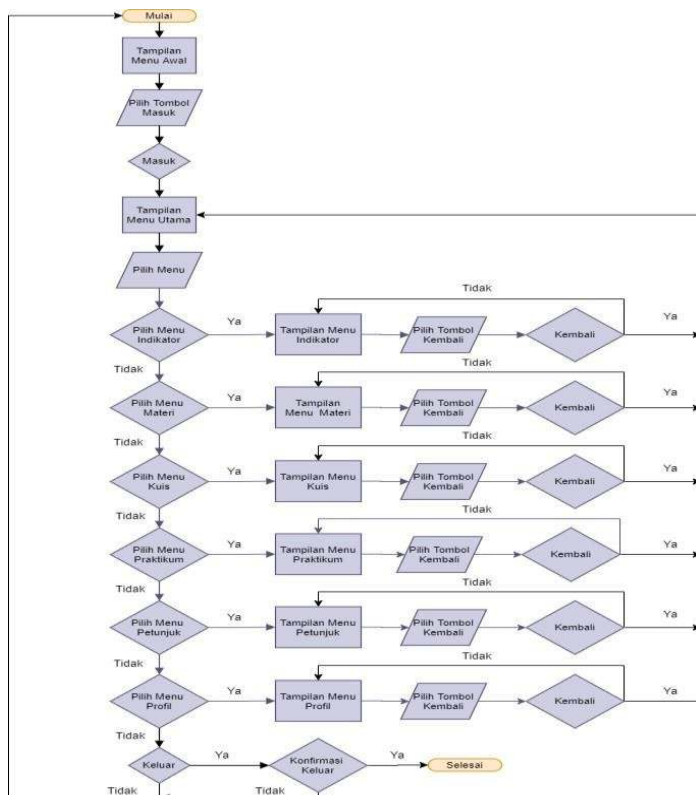 Mulai
Tampilan
Menu Awal
Pilih Tombol
Masuk
Masuk
Tampilan
Menu Utama
Pilih Menu
Tidak
Pilih Menu
Indikator
Ya
Tampilan Menu
Indikator
Pilih Tombol
Kembali
Kembali
Ya
Tidak
Tidak
Pilih Menu
Materi
Ya
Tampilan
Menu Materi
Pilih Tombol
Kembali
Kembali
Ya
Tidak
Tidak
Pilih Menu
Kuis
Ya
Tampilan Menu
Kuis
Pilih Tombol
Kembali
Kembali
Ya
Tidak
Tidak
Pilih Menu
Praktikum
Ya
Tampilan Menu
Praktikum
Pilih Tombol
Kembali
Kembali
Ya
Tidak
Tidak
Pilih Menu
Petunjuk
Ya
Tampilan Menu
Petunjuk
Pilih Tombol
Kembali
Kembali
Ya
Tidak
Tidak
Pilih Menu
Profil
Ya
Tampilan Menu
Profil
Pilih Tombol
Kembali
Kembali
Ya
Tidak
Keluar
Ya
Konfirmasi
Keluar
Ya
Selesai
Tidak
Tidak